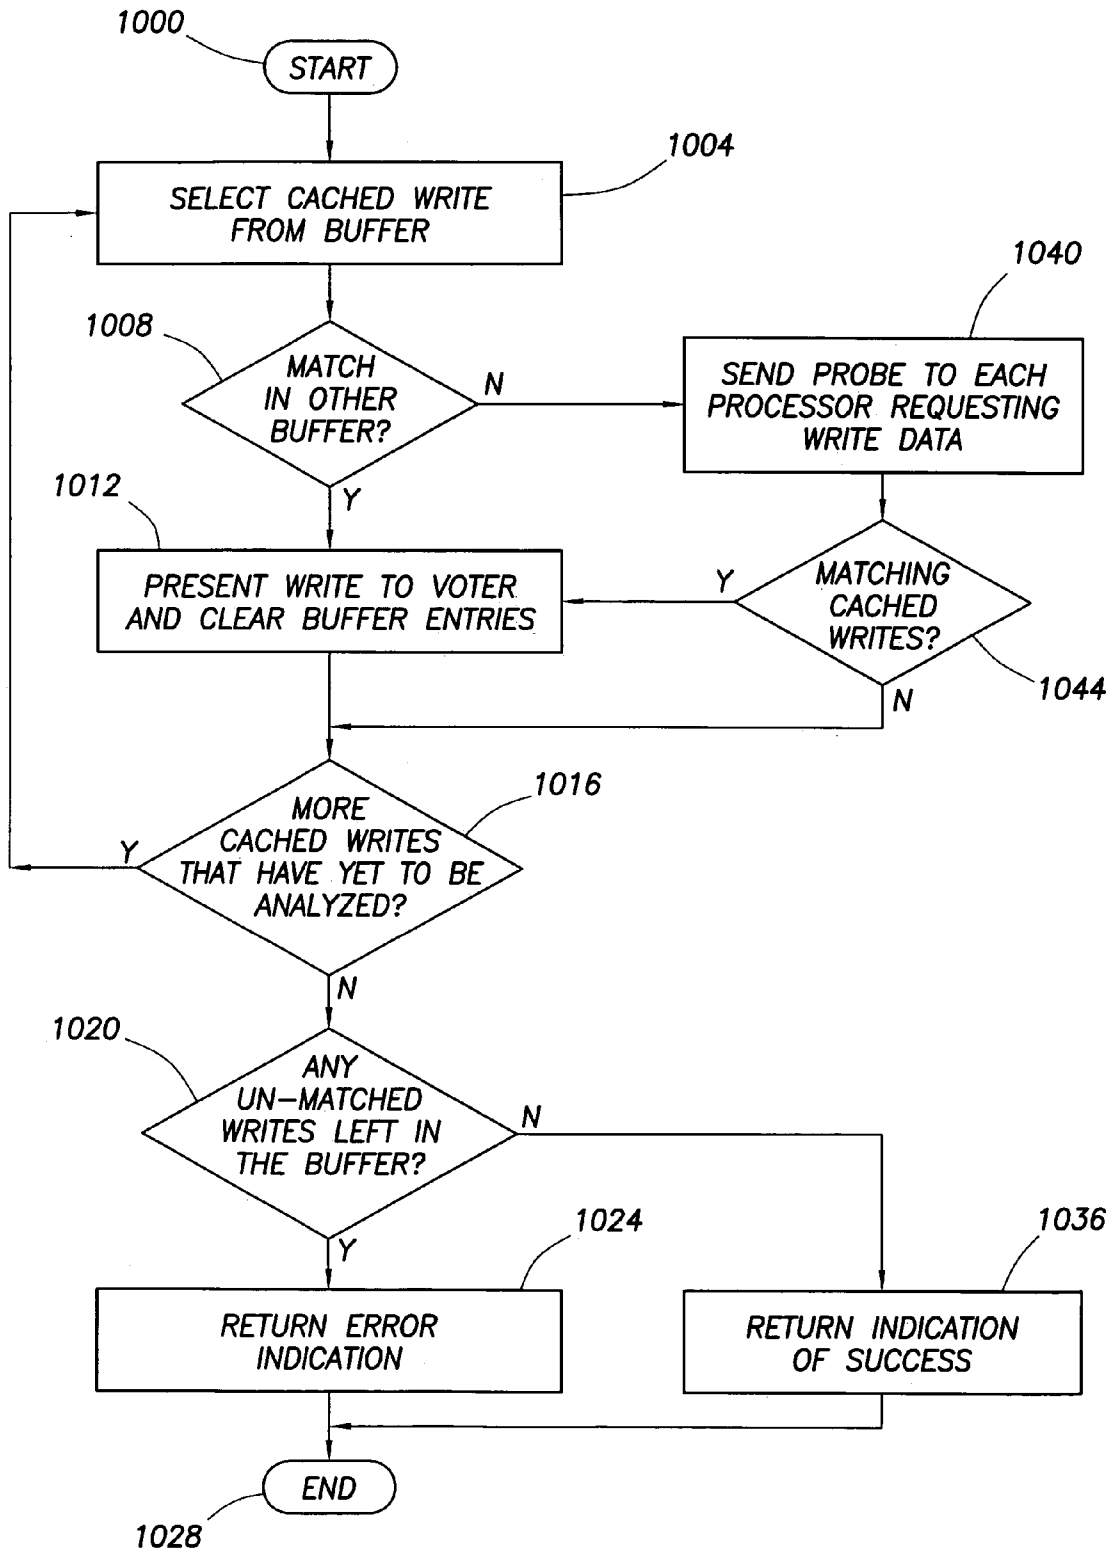 1000
START
1004
SELECT CACHED WRITE
FROM BUFFER
1008
MATCH
IN OTHER
BUFFER?
N
Y
1040
SEND PROBE TO EACH
PROCESSOR REQUESTING
WRITE DATA
1012
PRESENT WRITE TO VOTER
AND CLEAR BUFFER ENTRIES
Y
MATCHING
CACHED
WRITES?
1044
N
1016
MORE
CACHED WRITES
THAT HAVE YET TO BE
ANALYZED?
Y
N
1020
ANY
UN-MATCHED
WRITES LEFT IN
THE BUFFER?
N
Y
1024
RETURN ERROR
INDICATION
1036
RETURN INDICATION
OF SUCCESS
END
1028